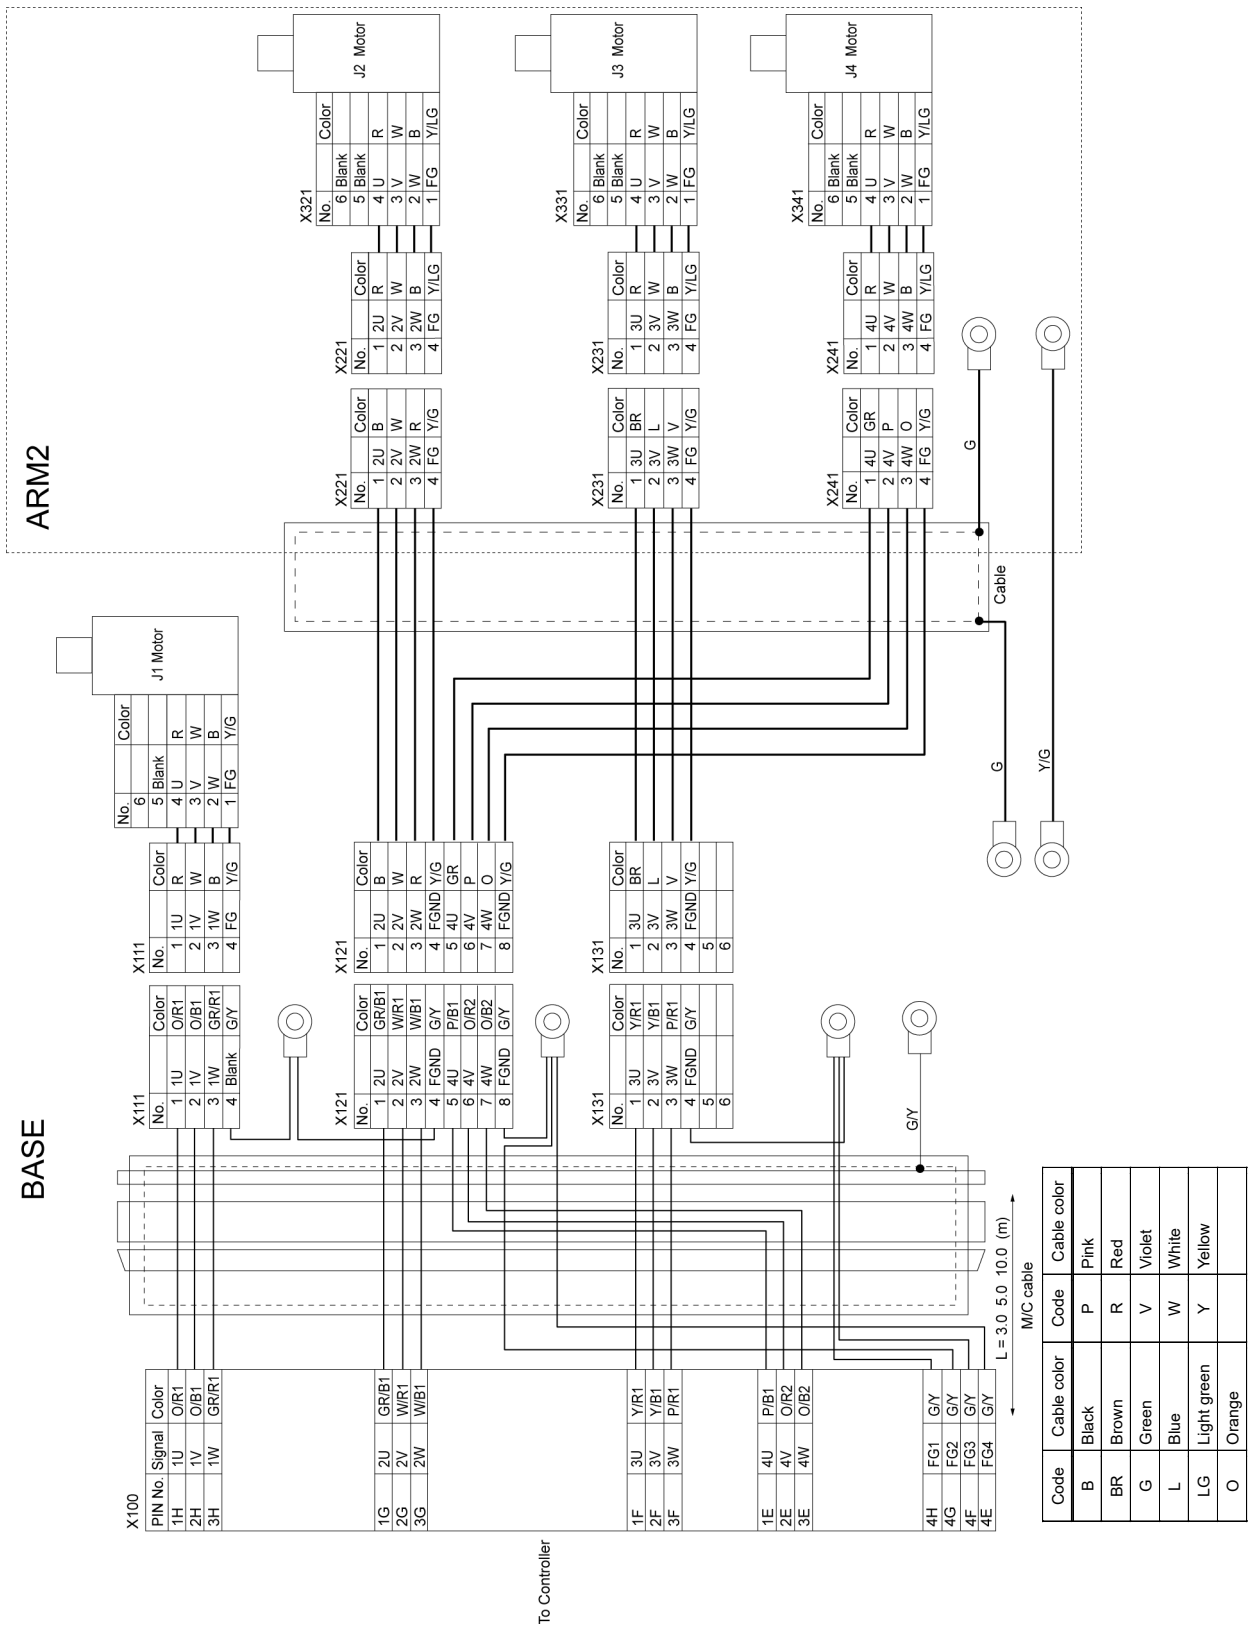 BASE
ARM2
To Controller
X100
PIN No. Signal Color
1H 1U O/R1
2H 1V O/B1
3H 1W GR/R1
1G 2U GR/B1
2G 2V W/R1
3G 2W W/B1
1F 3U Y/R1
2F 3V Y/B1
3F 3W P/R1
1E 4U P/B1
2E 4V O/R2
3E 4W O/B2
4H FG1 G/Y
4G FG2 G/Y
4F FG3 G/Y
4E FG4 G/Y
L = 3.0 5.0 10.0 (m)
M/C cable
G/Y
X111
No. Color
1 1U O/R1
2 1V O/B1
3 1W GR/R1
4 Blank G/Y
X121
No. Color
1 2U GR/B1
2 2V W/R1
3 2W W/B1
4 FGND G/Y
5 4U P/B1
6 4V O/R2
7 4W O/B2
8 FGND G/Y
X131
No. Color
1 3U Y/R1
2 3V Y/B1
3 3W P/R1
4 FGND G/Y
5
6
X111
No. Color
1 1U R
2 1V W
3 1W B
4 FG Y/G
X121
No. Color
1 2U B
2 2V W
3 2W R
4 FGND Y/G
5 4U GR
6 4V P
7 4W O
8 FGND Y/G
X131
No. Color
1 3U BR
2 3V L
3 3W V
4 FGND Y/G
5
6
No. Color
6
5 Blank
4 U R
3 V W
2 W B
1 FG Y/G
J1 Motor
G
Y/G
Cable
G
X221
No. Color
1 2U B
2 2V W
3 2W R
4 FG Y/G
X231
No. Color
1 3U BR
2 3V L
3 3W V
4 FG Y/G
X241
No. Color
1 4U GR
2 4V P
3 4W O
4 FG Y/G
X221
No. Color
1 2U R
2 2V W
3 2W B
4 FG Y/LG
X231
No. Color
1 3U R
2 3V W
3 3W B
4 FG Y/LG
X241
No. Color
1 4U R
2 4V W
3 4W B
4 FG Y/LG
X321
No. Color
6 Blank
5 Blank
4 U R
3 V W
2 W B
1 FG Y/LG
J2 Motor
X331
No. Color
6 Blank
5 Blank
4 U R
3 V W
2 W B
1 FG Y/LG
J3 Motor
X341
No. Color
6 Blank
5 Blank
4 U R
3 V W
2 W B
1 FG Y/LG
J4 Motor
Code Cable color Code Cable color
B Black P Pink
BR Brown R Red
G Green V Violet
L Blue W White
LG Light green Y Yellow
O Orange